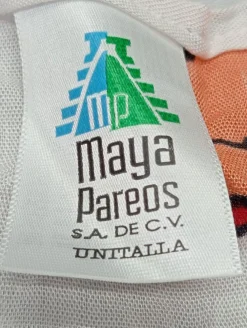 mp
maya
pareos
S.A. DE C.V.
UNITALLA